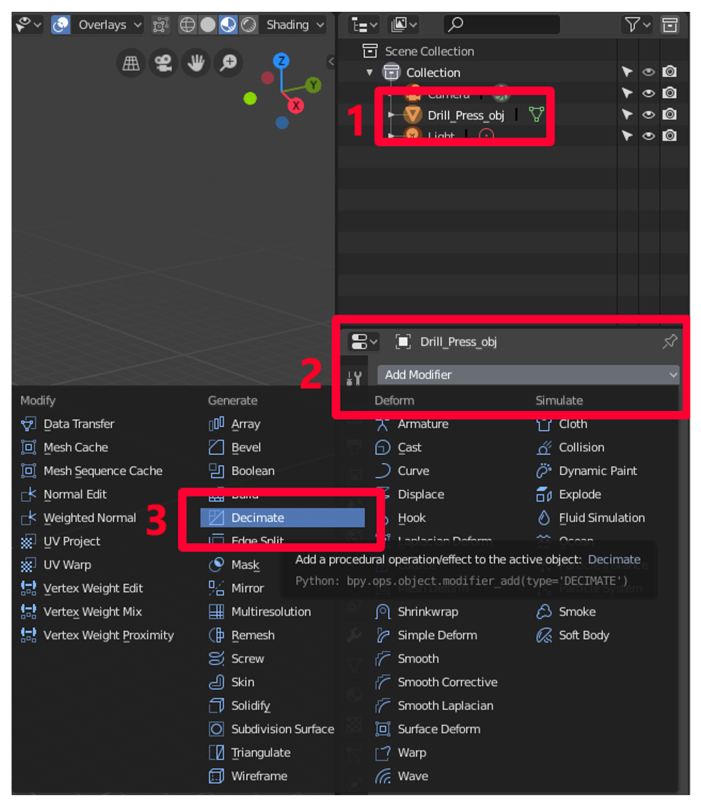 Overlays
Shading
Scene Collection
Collection
Camera
1
Drill_Press_obj
Light
Z
Y
X
2
Drill_Press_obj
Add Modifier
Modify
Data Transfer
Mesh Cache
Mesh Sequence Cache
Normal Edit
Weighted Normal
UV Project
UV Warp
Vertex Weight Edit
Vertex Weight Mix
Vertex Weight Proximity
Generate
Array
Bevel
Boolean
Build
3
Decimate
Edge Split
Mask
Mirror
Multiresolution
Remesh
Screw
Skin
Solidify
Subdivision Surface
Triangulate
Wireframe
Deform
Armature
Cast
Curve
Displace
Hook
Laplacian Deform
Shrinkwrap
Simple Deform
Smooth
Smooth Corrective
Smooth Laplacian
Surface Deform
Warp
Wave
Simulate
Cloth
Collision
Dynamic Paint
Explode
Fluid Simulation
Ocean
Smoke
Soft Body
Add a procedural operation/effect to the active object: Decimate
Python: bpy.ops.object.modifier_add(type='DECIMATE')